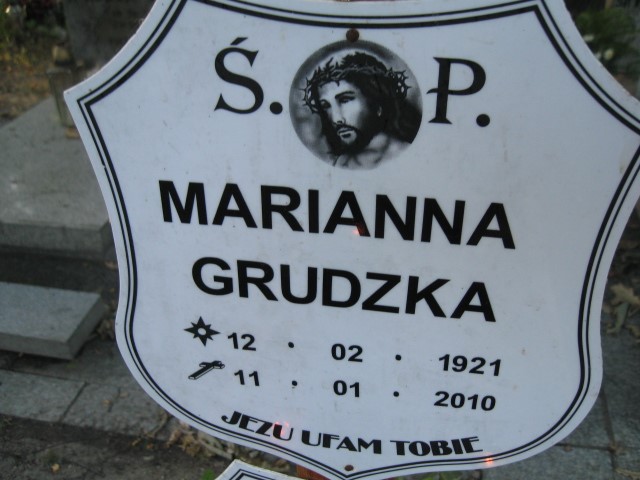 Ś. P.
MARIANNA
GRUDZKA
12 · 02 · 1921
11 · 01 · 2010
JEZU UFAM TOBIE